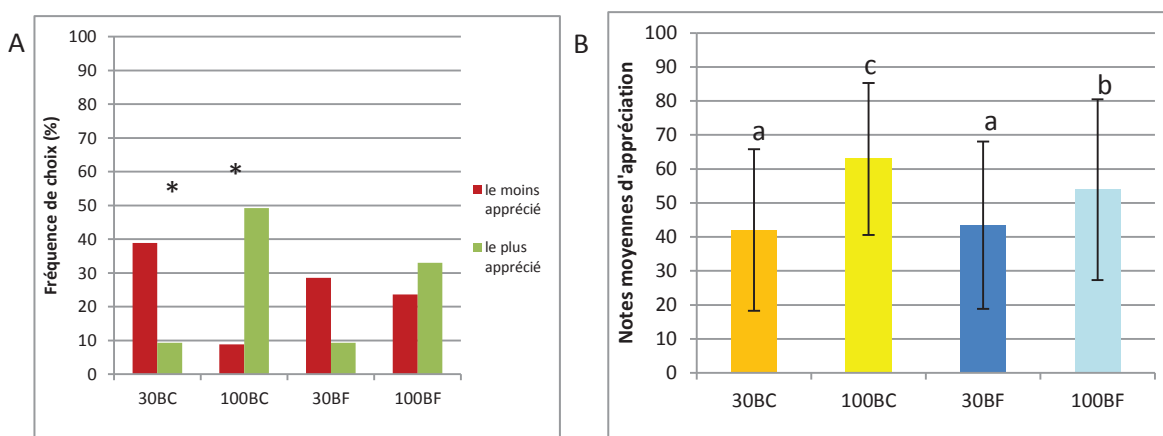 A
100
90
80
70
60
50
40
30
20
10
0
Fréquence de choix (%)
*
*
30BC
100BC
30BF
100BF
le moins
apprécié
le plus
apprécié
B
100
90
80
70
60
50
40
30
20
10
0
Notes moyennes d'appréciation
a
c
a
b
30BC
100BC
30BF
100BF